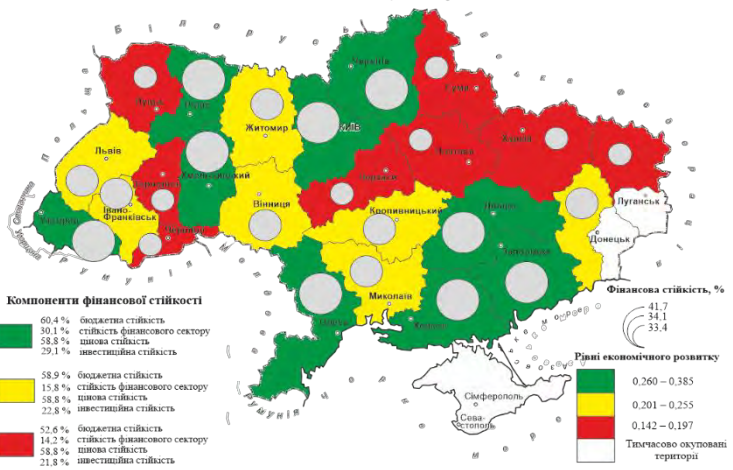 Б і л о р у с ь
Чернігів
Суми
Луцьк
Житомир
КИЇВ
Львів
Харків
Полтава
Хмельницький
Вінниця
Черкаси
Івано-
Франківськ
Кропивницький
Ужгород
Чернівці
Дніпро
Луганськ
Донецьк
Запоріжжя
Миколаїв
Одеса
Херсон
Сімферополь
Сева-
стополь
Компоненти фінансової стійкості
60,4 % бюджетна стійкість
30,1 % стійкість фінансового сектору
58,8 % цінова стійкість
29,1 % інвестиційна стійкість
58,9 % бюджетна стійкість
15,8 % стійкість фінансового сектору
58,8 % цінова стійкість
22,8 % інвестиційна стійкість
52,6 % бюджетна стійкість
14,2 % стійкість фінансового сектору
58,8 % цінова стійкість
21,8 % інвестиційна стійкість
Фінансова стійкість, %
41,7
34,1
33,4
Рівні економічного розвитку
0,260 – 0,385
0,201 – 0,255
0,142 – 0,197
Тимчасово окуповані
території